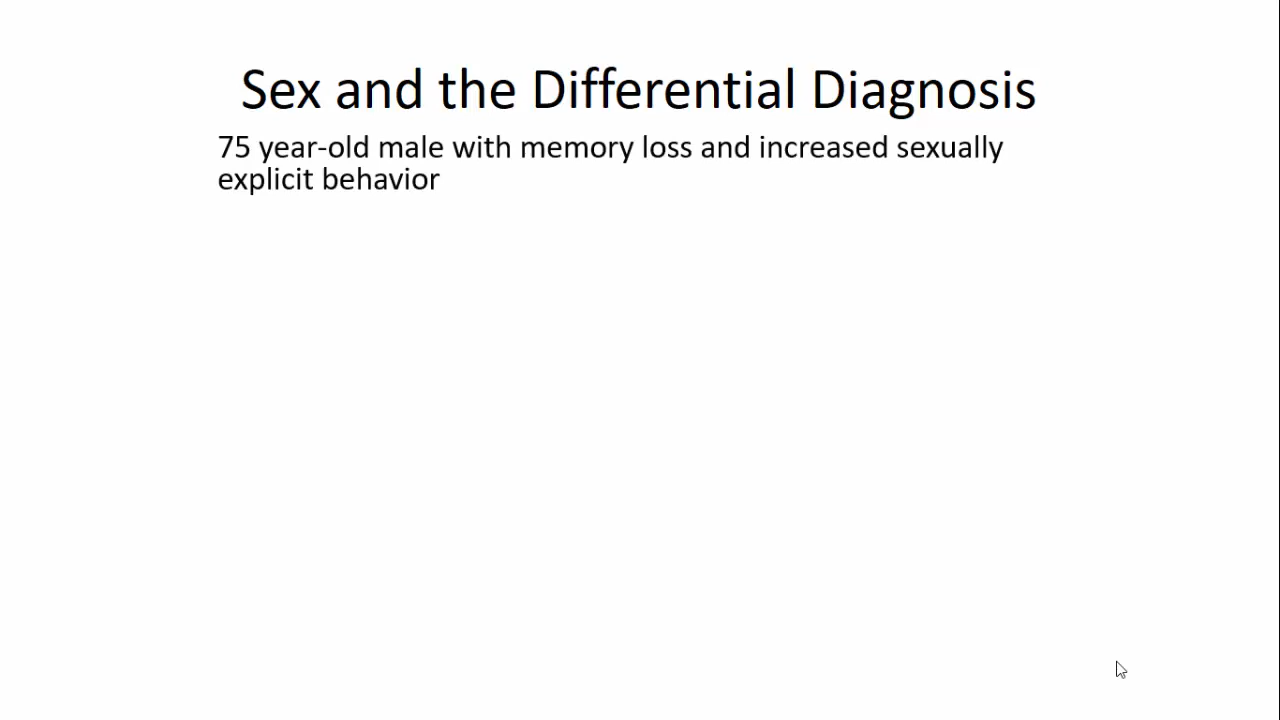 Sex and the Differential Diagnosis
75 year-old male with memory loss and increased sexually
explicit behavior